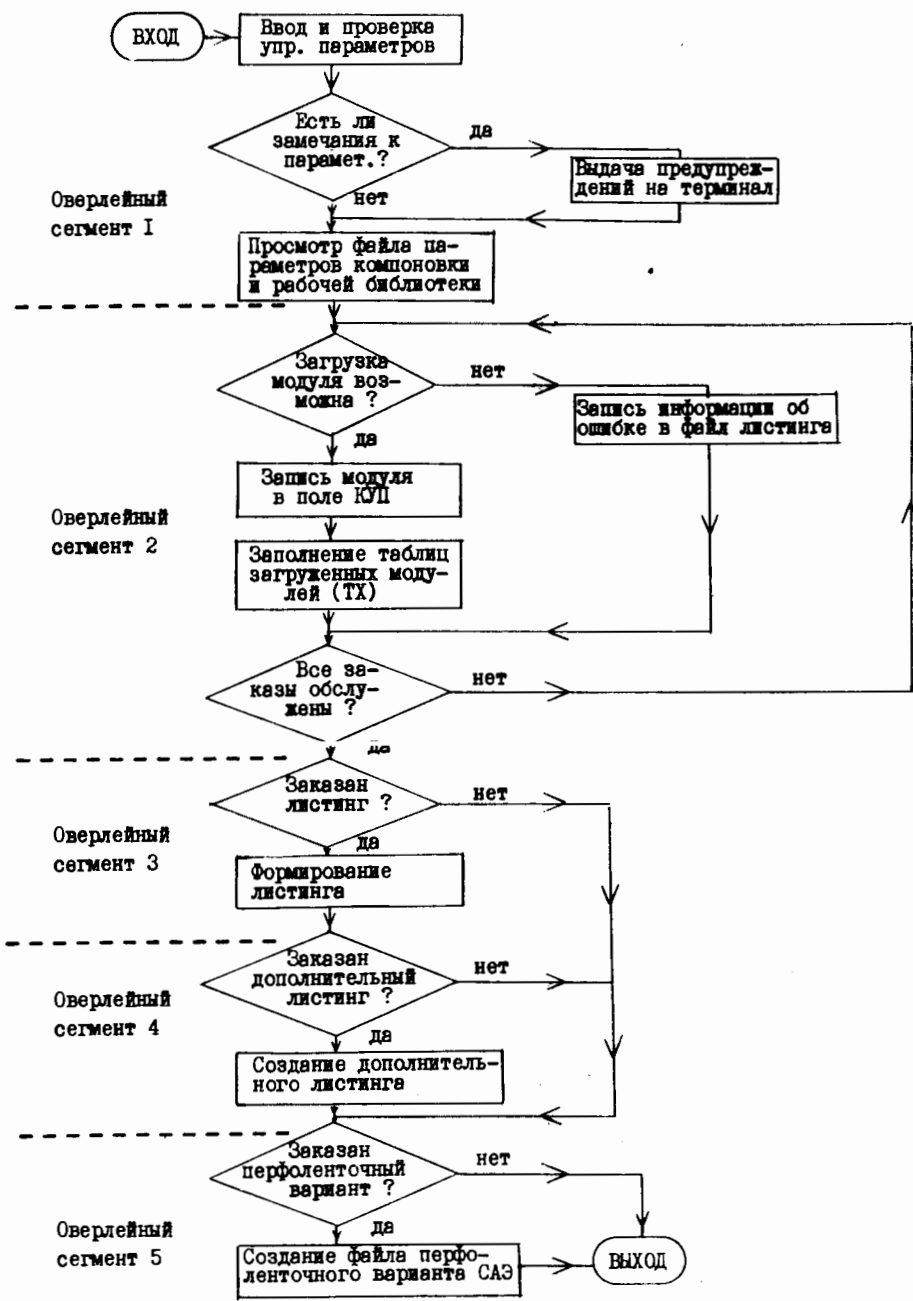 ВХОД
Ввод и проверка
упр. параметров
Есть ли
замечания к
парамет.?
да
Выдача предупреж-
дений на терминал
нет
Оверлейный
сегмент I
Просмотр файла па-
раметров компоновки
и рабочей библиотеки
Загрузка
модуля воз-
можна ?
нет
Запись информации об
ошибке в файл листинга
да
Запись модуля
в поле КУП
Оверлейный
сегмент 2
Заполнение таблиц
загруженных моду-
лей (ТХ)
Все за-
казы обслу-
жены ?
нет
да
Заказан
листинг ?
нет
да
Оверлейный
сегмент 3
Формирование
листинга
Заказан
дополнительный
листинг ?
нет
Оверлейный
сегмент 4
да
Создание дополнитель-
ного листинга
Заказан
перфоленточный
вариант ?
нет
да
Оверлейный
сегмент 5
Создание файла перфо-
ленточного варианта САЭ
ВЫХОД